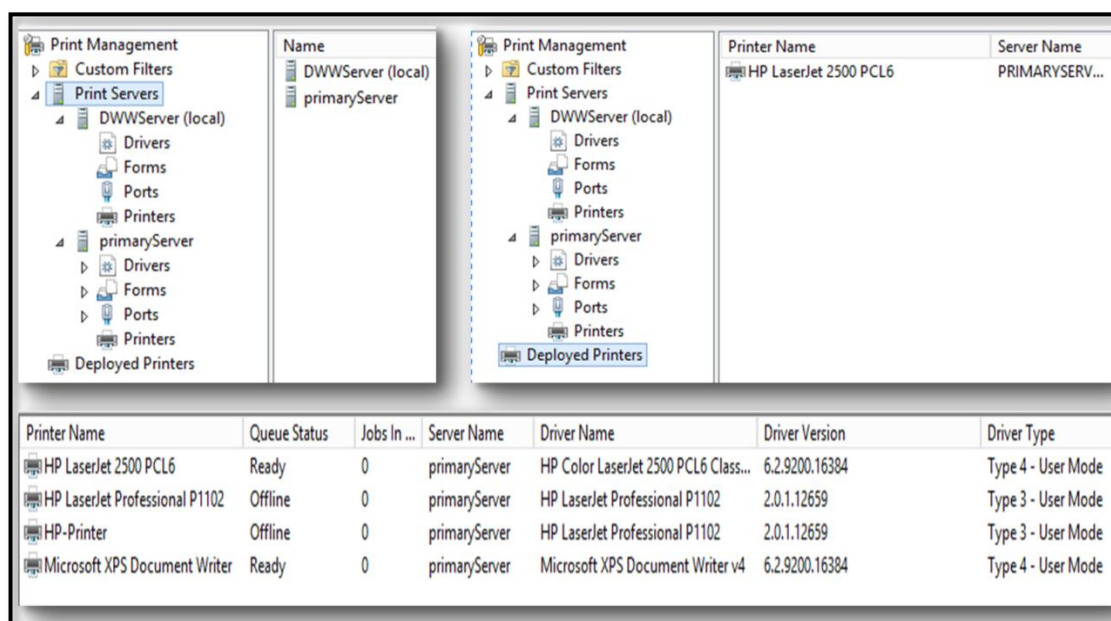 Print Management
Custom Filters
Print Servers
DWWServer (local)
Drivers
Forms
Ports
Printers
primaryServer
Drivers
Forms
Ports
Printers
Deployed Printers
Name
DWWServer (local)
primaryServer
Print Management
Custom Filters
Print Servers
DWWServer (local)
Drivers
Forms
Ports
Printers
primaryServer
Drivers
Forms
Ports
Printers
Deployed Printers
Printer Name Server Name
HP LaserJet 2500 PCL6 PRIMARYSERV...
Printer Name Queue Status Jobs In ... Server Name Driver Name Driver Version Driver Type
HP LaserJet 2500 PCL6 Ready 0 primaryServer HP Color LaserJet 2500 PCL6 Class... 6.2.9200.16384 Type 4 - User Mode
HP LaserJet Professional P1102 Offline 0 primaryServer HP LaserJet Professional P1102 2.0.1.12659 Type 3 - User Mode
HP-Printer Offline 0 primaryServer HP LaserJet Professional P1102 2.0.1.12659 Type 3 - User Mode
Microsoft XPS Document Writer Ready 0 primaryServer Microsoft XPS Document Writer v4 6.2.9200.16384 Type 4 - User Mode